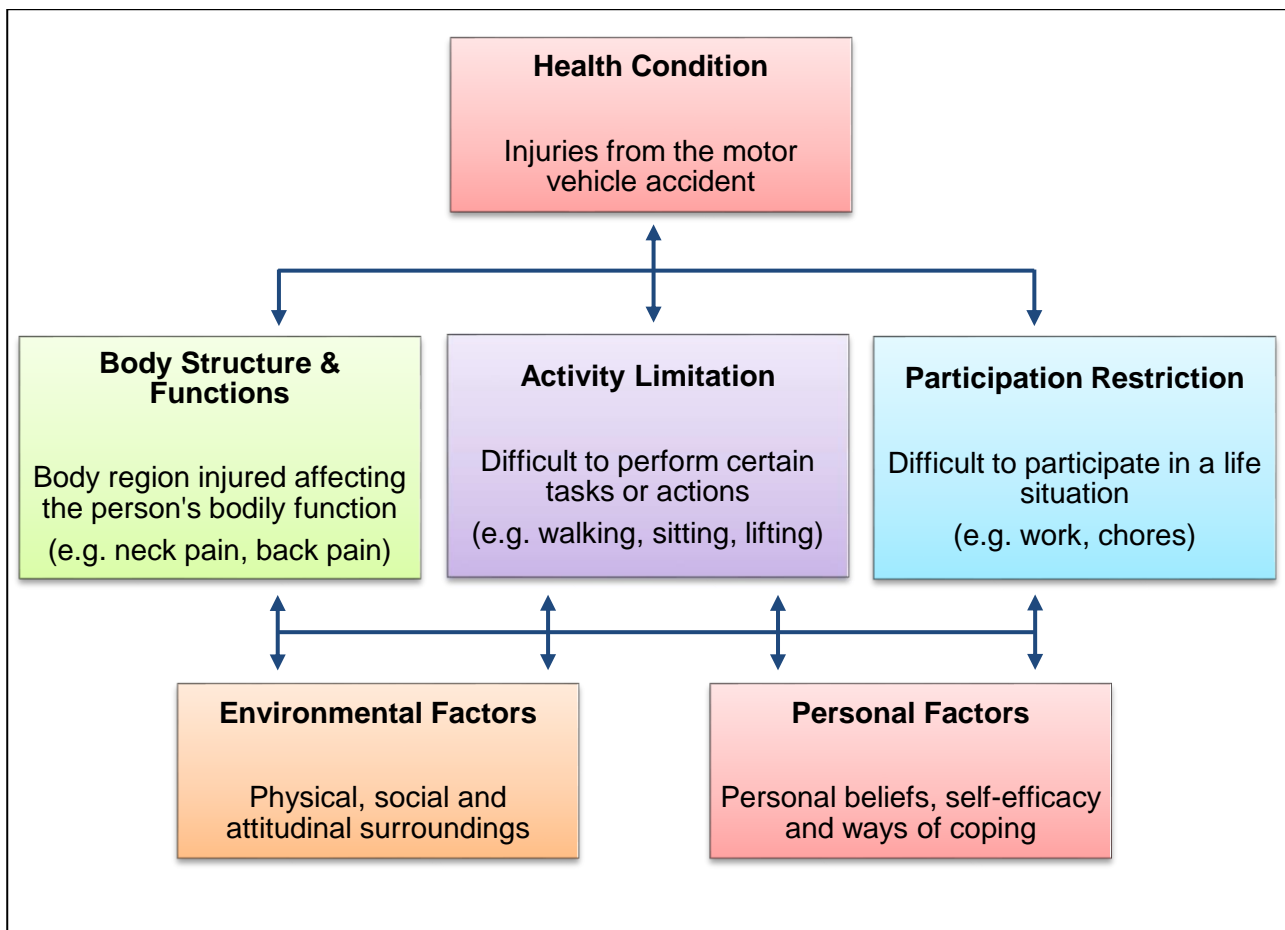 Health Condition
Injuries from the motor
vehicle accident
Body Structure &
Functions
Body region injured affecting
the person's bodily function
(e.g. neck pain, back pain)
Activity Limitation
Difficult to perform certain
tasks or actions
(e.g. walking, sitting, lifting)
Participation Restriction
Difficult to participate in a life
situation
(e.g. work, chores)
Environmental Factors
Physical, social and
attitudinal surroundings
Personal Factors
Personal beliefs, self-efficacy
and ways of coping